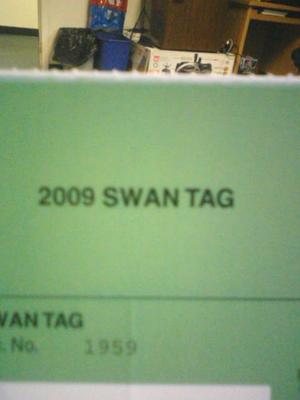 2009 SWAN TAG
WAN TAG
. No. 1959